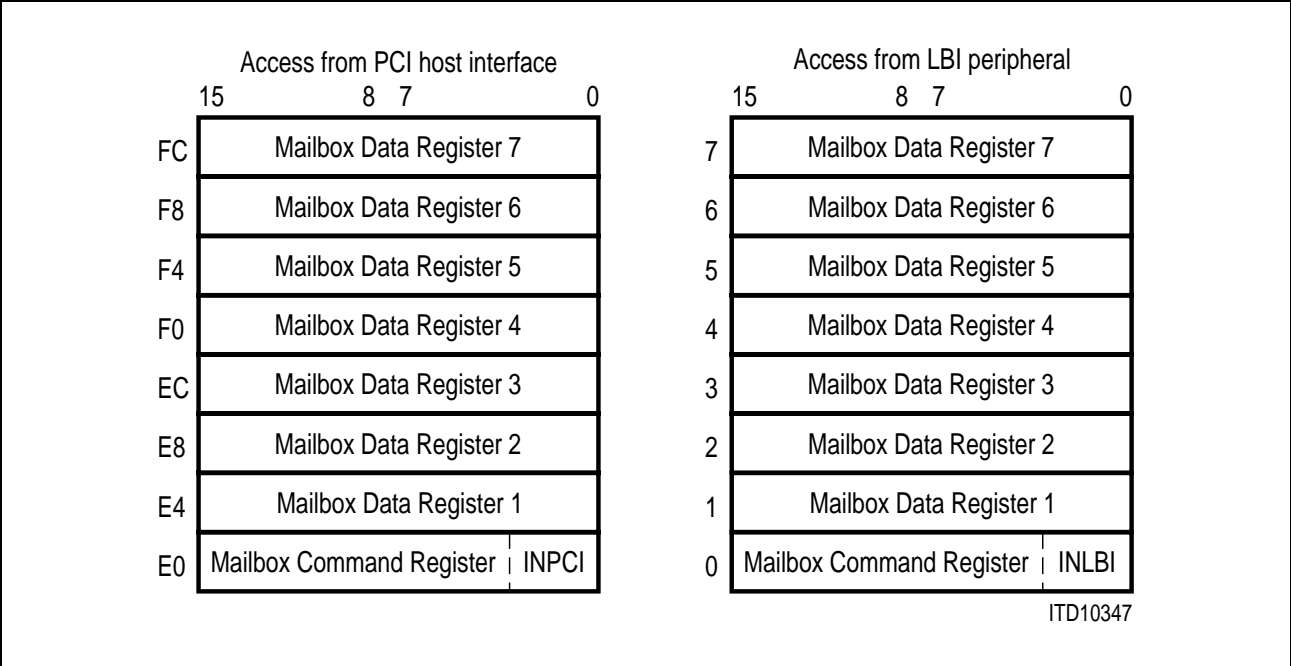 Access from PCI host interface
15 8 7 0
FC Mailbox Data Register 7
F8 Mailbox Data Register 6
F4 Mailbox Data Register 5
F0 Mailbox Data Register 4
EC Mailbox Data Register 3
E8 Mailbox Data Register 2
E4 Mailbox Data Register 1
E0 Mailbox Command Register INPCI
Access from LBI peripheral
15 8 7 0
7 Mailbox Data Register 7
6 Mailbox Data Register 6
5 Mailbox Data Register 5
4 Mailbox Data Register 4
3 Mailbox Data Register 3
2 Mailbox Data Register 2
1 Mailbox Data Register 1
0 Mailbox Command Register INLBI
ITD10347